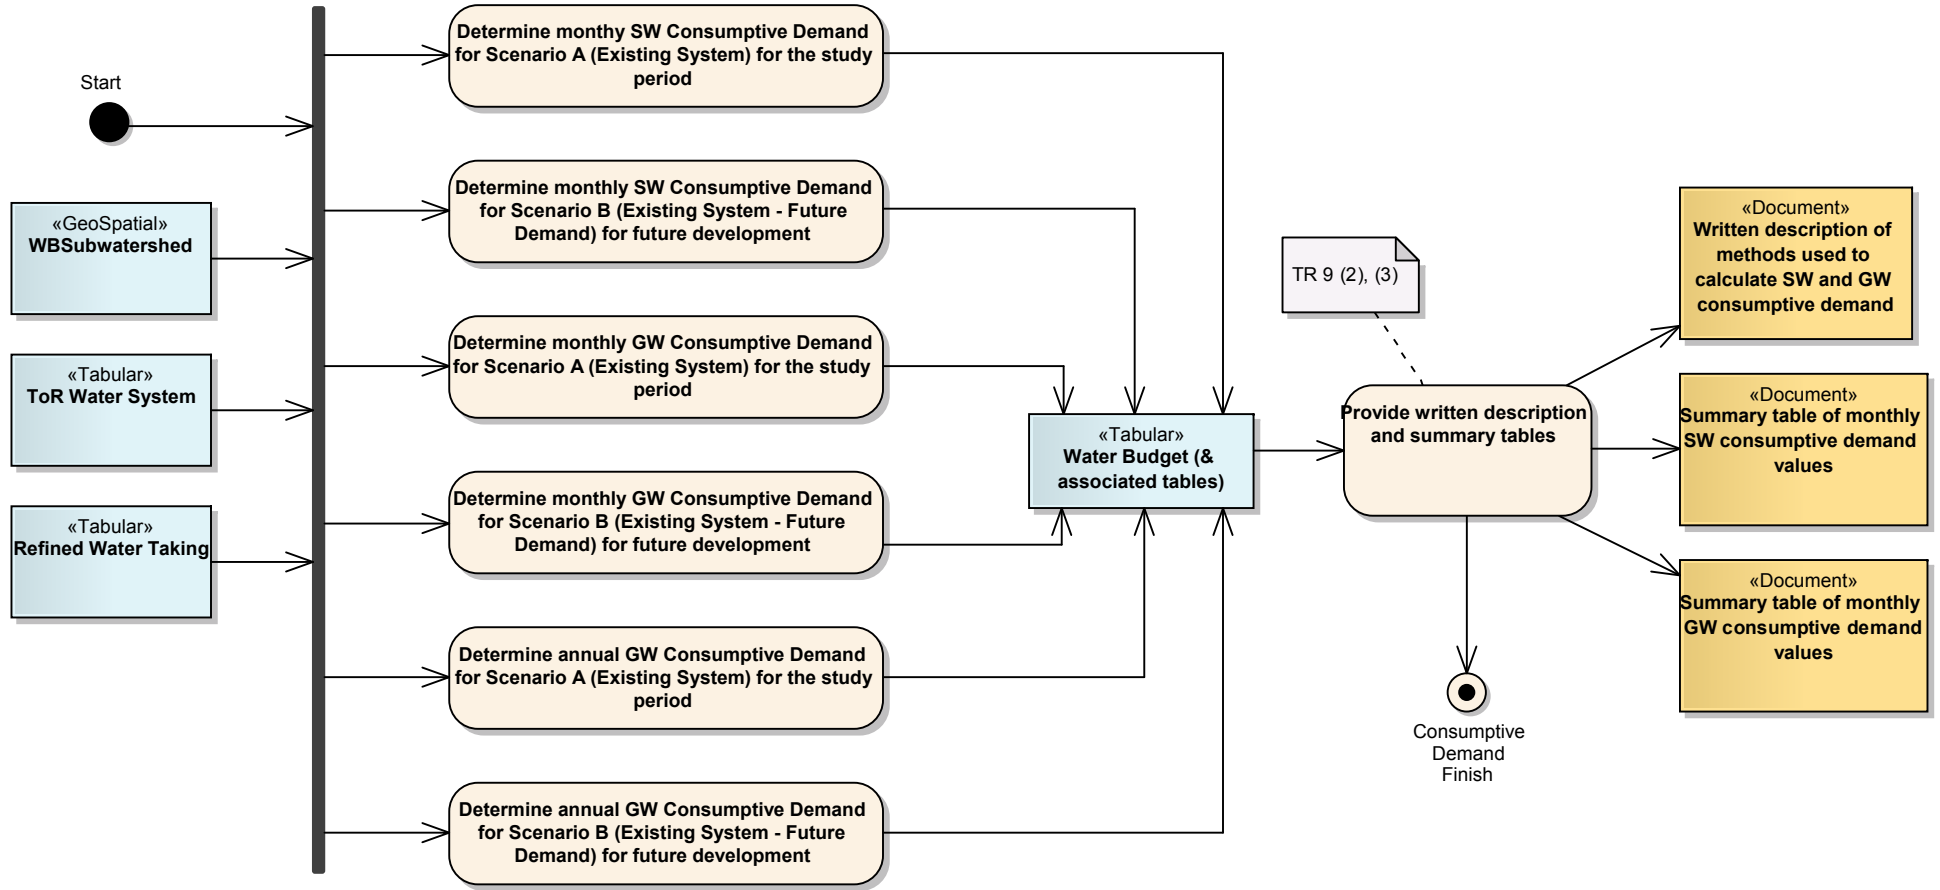 Start
«GeoSpatial»
WBSubwatershed
«Tabular»
ToR Water System
«Tabular»
Refined Water Taking
Determine monthy SW Consumptive Demand
for Scenario A (Existing System) for the study
period
Determine monthly SW Consumptive Demand
for Scenario B (Existing System - Future
Demand) for future development
Determine monthly GW Consumptive Demand
for Scenario A (Existing System) for the study
period
Determine monthly GW Consumptive Demand
for Scenario B (Existing System - Future
Demand) for future development
Determine annual GW Consumptive Demand
for Scenario A (Existing System) for the study
period
Determine annual GW Consumptive Demand
for Scenario B (Existing System - Future
Demand) for future development
«Tabular»
Water Budget (&
associated tables)
TR 9 (2), (3)
Provide written description
and summary tables
Consumptive
Demand
Finish
«Document»
Written description of
methods used to
calculate SW and GW
consumptive demand
«Document»
Summary table of monthly
SW consumptive demand
values
«Document»
Summary table of monthly
GW consumptive demand
values